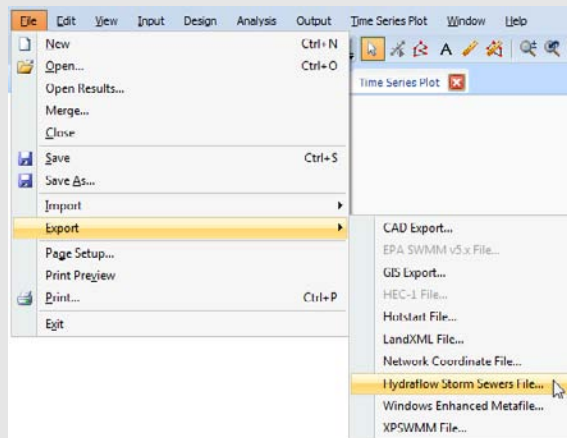 File Edit View Input Design Analysis Output Time Series Plot Window Help
New Ctrl+N
Open... Ctrl+O
Open Results...
Merge...
Close
Save Ctrl+S
Save As...
Import
Export
Page Setup...
Print Preview
Print... Ctrl+P
Exit
A
Time Series Plot
CAD Export...
EPA SWMM v5.x File...
GIS Export...
HEC-1 File...
Hotstart File...
LandXML File...
Network Coordinate File...
Hydraflow Storm Sewers File...
Windows Enhanced Metafile...
XPSWMM File...